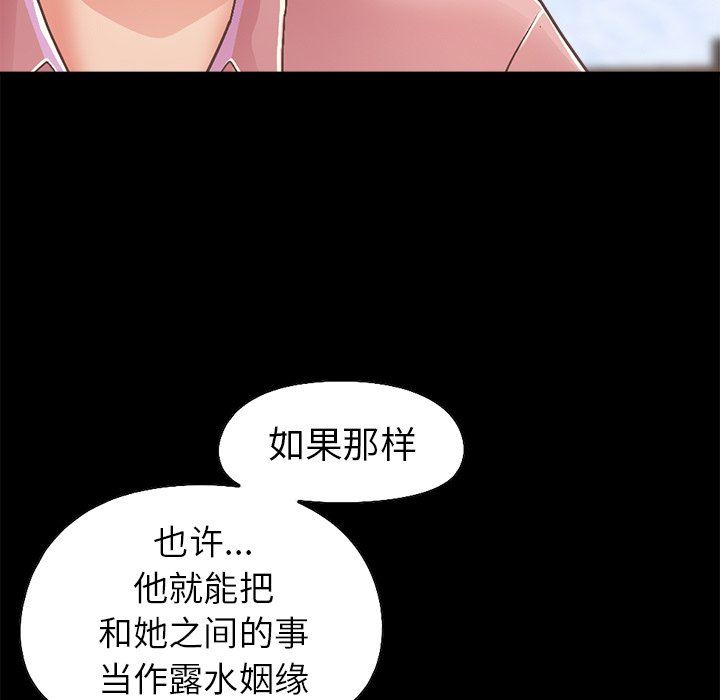 如果那样
也许...
他就能把
和她之间的事
当作露水姻缘